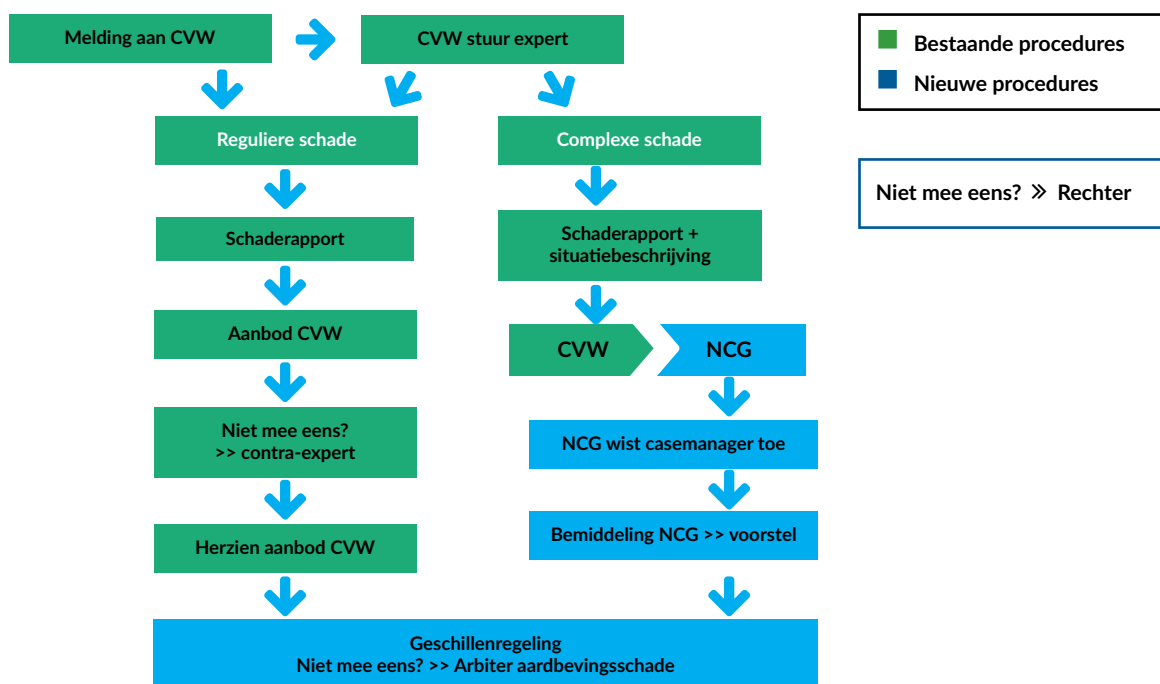 Melding aan CVW
CVW stuur expert
Bestaande procedures
Nieuwe procedures
Reguliere schade
Complexe schade
Niet mee eens? » Rechter
Schaderapport
Schaderapport +
situatiebeschrijving
Aanbod CVW
CVW
NCG
Niet mee eens?
>> contra-expert
NCG wist casemanager toe
Herzien aanbod CVW
Bemiddeling NCG >> voorstel
Geschillenregeling
Niet mee eens? >> Arbiter aardbevingsschade